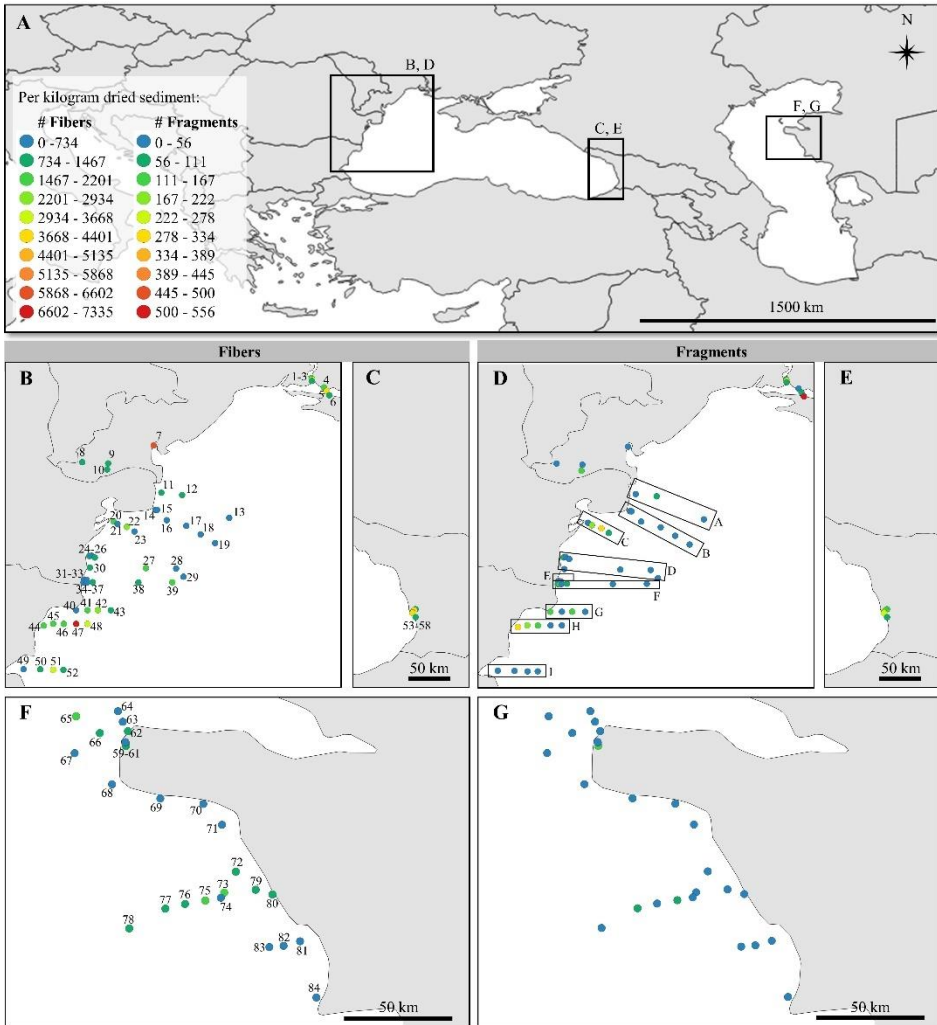 A
N
B, D
C, E
F, G
Per kilogram dried sediment:
# Fibers # Fragments
0 -734 0 - 56
734 - 1467 56 - 111
1467 - 2201 111 - 167
2201 - 2934 167 - 222
2934 - 3668 222 - 278
3668 - 4401 278 - 334
4401 - 5135 334 - 389
5135 - 5868 389 - 445
5868 - 6602 445 - 500
6602 - 7335 500 - 556
1500 km
Fibers
Fragments
B
1-3
4
6
7
8
9
10
11
12
13
14
15
16
17
18
19
20
21
22
23
24-26
27
28
29
30
31-33
34-37
38
39
40
41
42
43
44
45
46
47
48
49
50
51
52
C
53-58
50 km
D
A
B
C
D
E
F
G
H
I
E
50 km
F
64
65
63
66
62
67
59-61
68
69
70
71
72
73
79
74
75
76
77
80
78
81
82
83
84
50 km
G
50 km